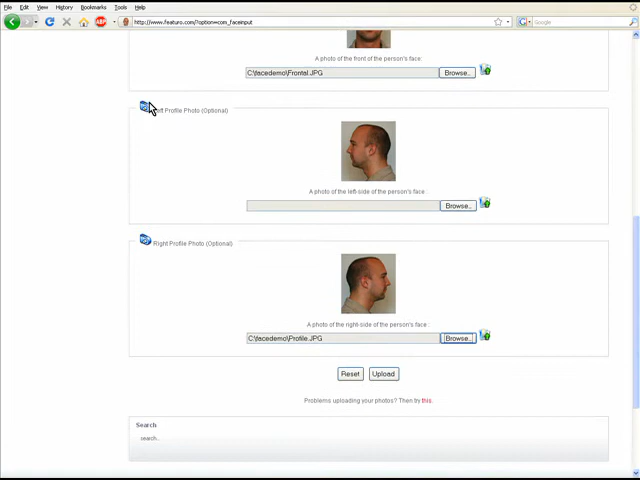 File Edit View History Bookmarks Tools Help
ABP http://www.featuro.com/?option=com_faceinput Google
A photo of the front of the person's face:
C:\facedemo\Frontal.JPG Browse...
Profile Photo (Optional)
A photo of the left-side of the person's face:
Browse...
Right Profile Photo (Optional)
A photo of the right-side of the person's face :
C:\facedemo\Profile.JPG Browse...
Reset Upload
Problems uploading your photos? Then try this.
Search
search...